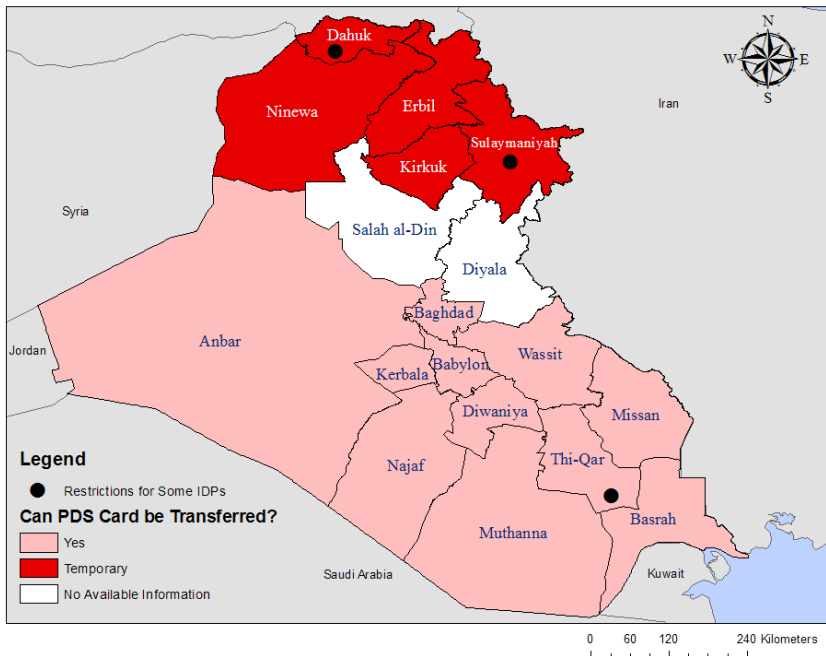 N
W E
S
Dahuk
Ninewa
Erbil
Sulaymaniyah
Kirkuk
Iran
Syria
Salah al-Din
Diyala
Baghdad
Anbar
Jordan
Wassit
Babylon
Kerbala
Diwaniya
Missan
Najaf
Thi-Qar
Basrah
Muthanna
Saudi Arabia
Kuwait
Legend
Restrictions for Some IDPs
Can PDS Card be Transferred?
Yes
Temporary
No Available Information
0 60 120 240 Kilometers